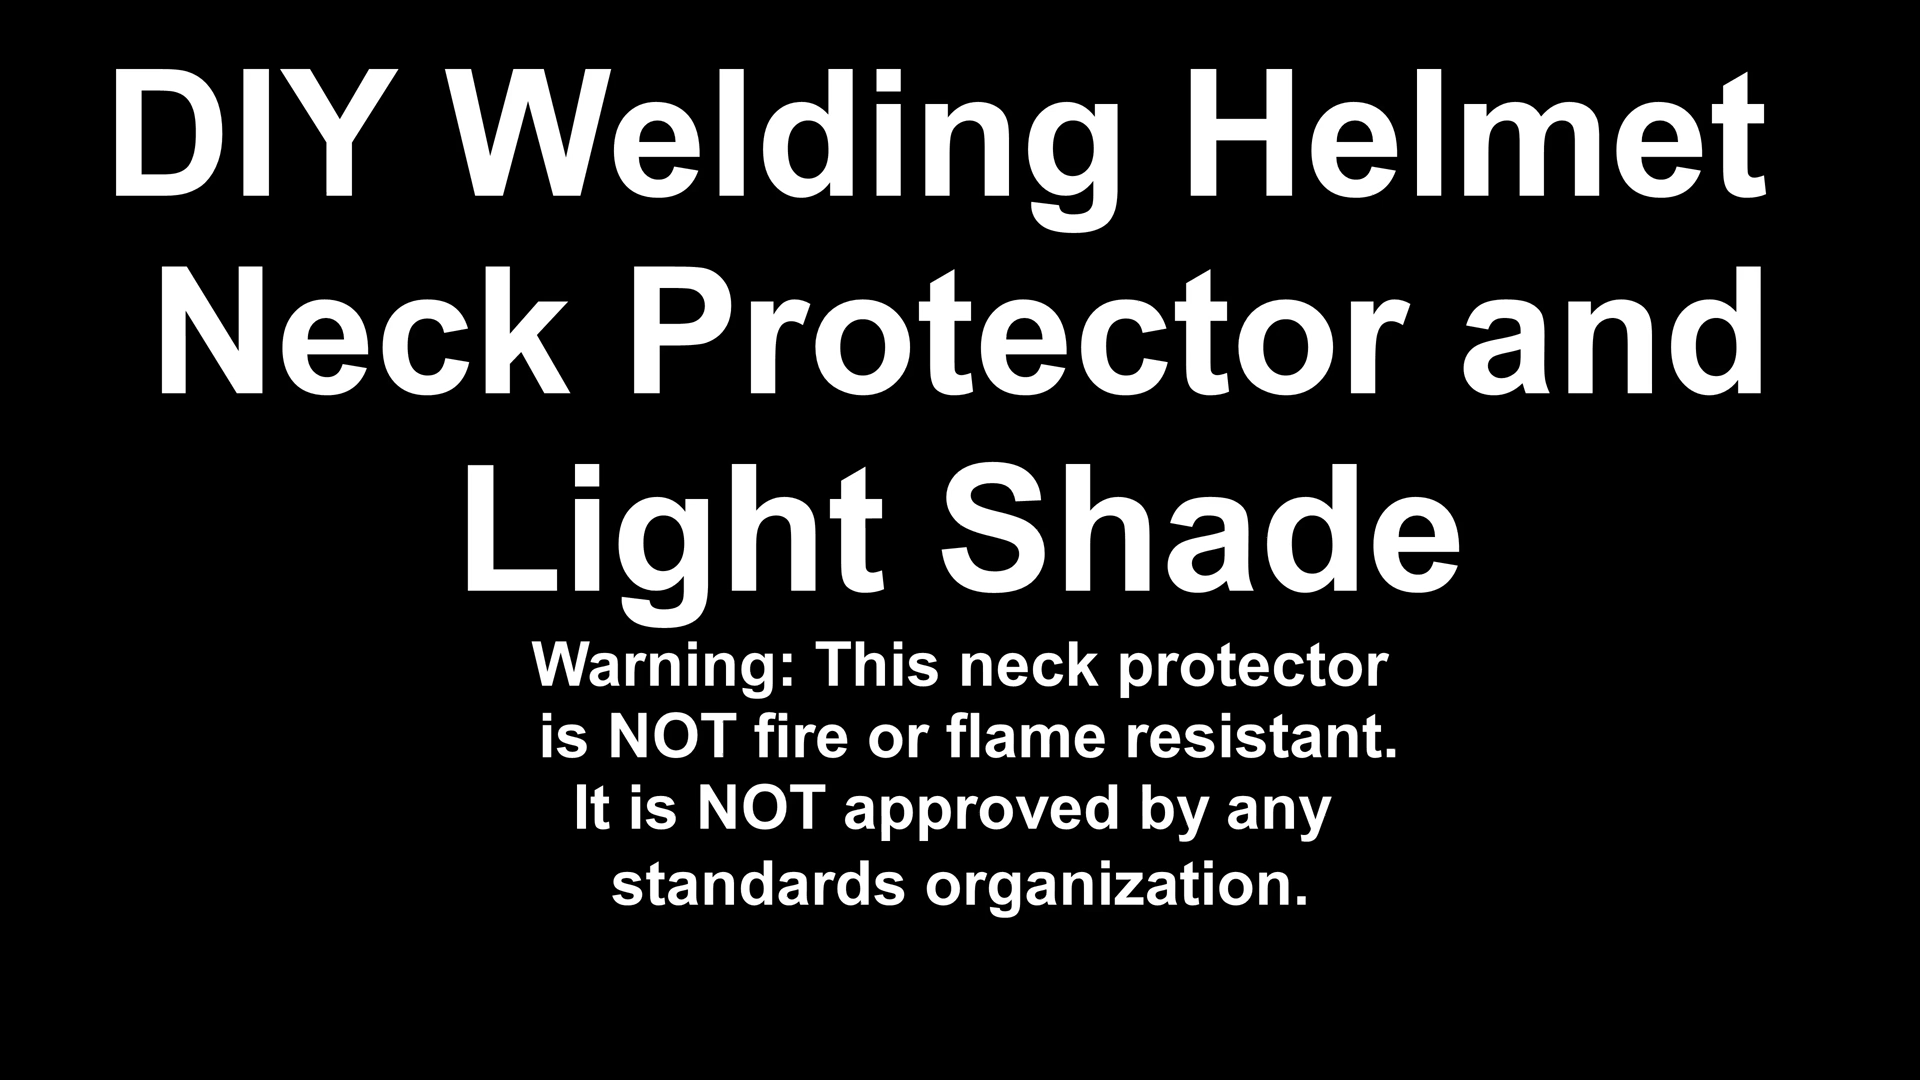 DIY Welding Helmet
Neck Protector and
Light Shade
Warning: This neck protector
is NOT fire or flame resistant.
It is NOT approved by any
standards organization.